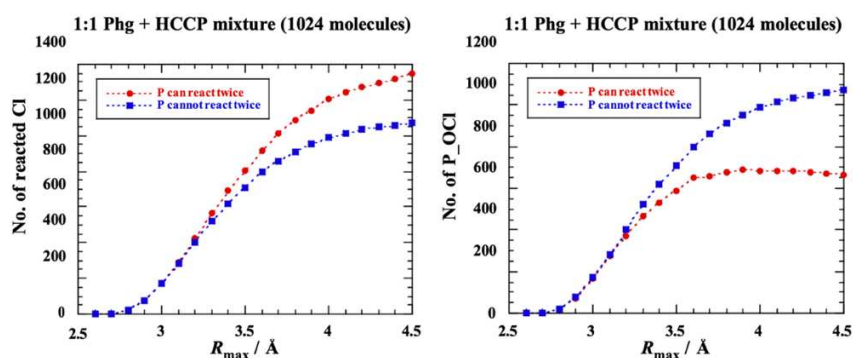 1:1 Phg + HCCP mixture (1024 molecules)
1400
1200
1000
800
600
400
200
0
No. of reacted Cl
P can react twice
P cannot react twice
2.5
3
3.5
4
4.5
Rmax / Å
1:1 Phg + HCCP mixture (1024 molecules)
1200
1000
800
600
400
200
0
No. of P_OCl
P can react twice
P cannot react twice
2.5
3
3.5
4
4.5
Rmax / Å